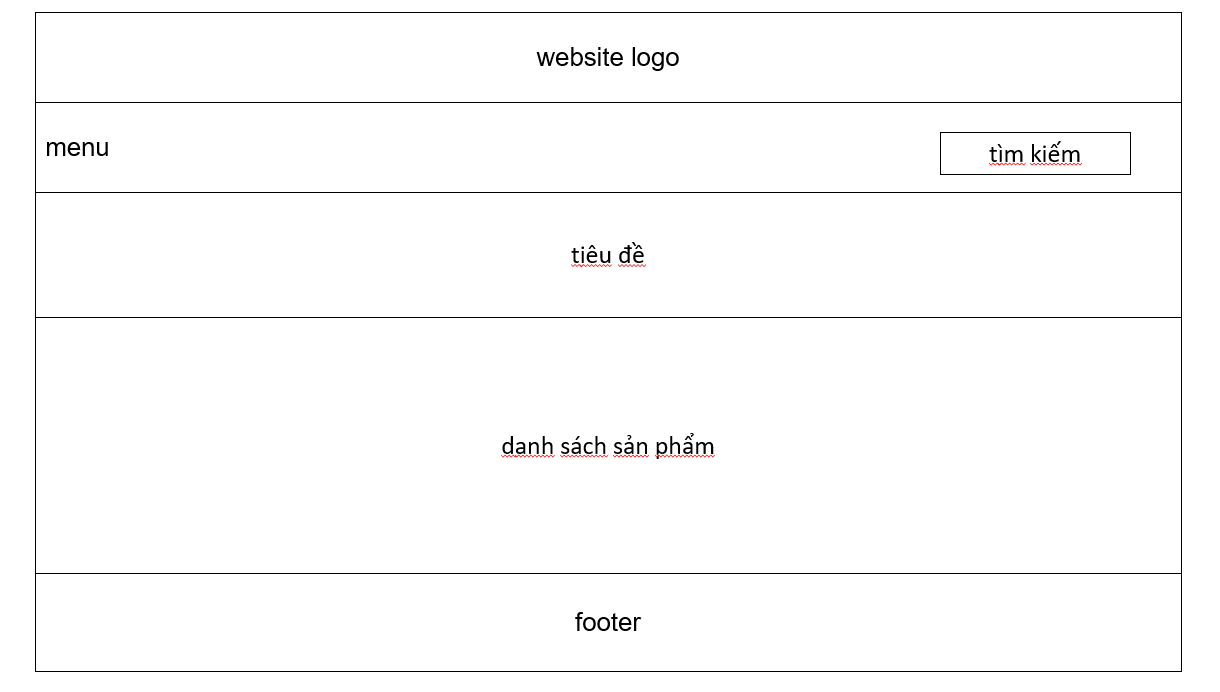 website logo
menu
tìm kiếm
tiêu đề
danh sách sản phẩm
footer